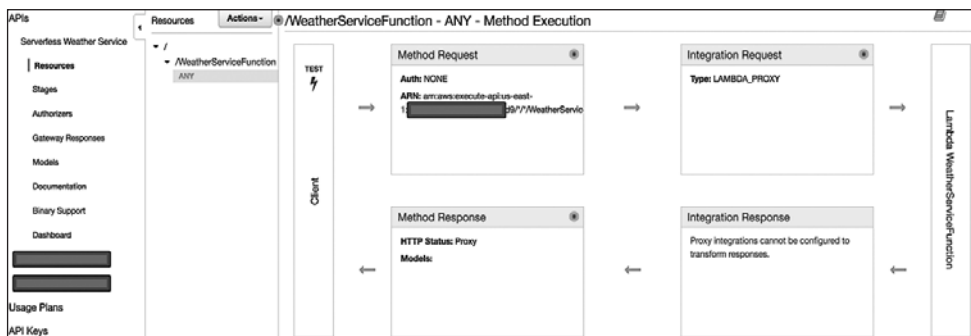 APIs
Serverless Weather Service
Resources
Stages
Authorizers
Gateway Responses
Models
Documentation
Binary Support
Dashboard
Usage Plans
API Keys
Resources
Actions
/
/WeatherServiceFunction
ANY
/WeatherServiceFunction - ANY - Method Execution
TEST
Client
Method Request
Auth: NONE
ARN: arn:aws:execute-api:us-east-
1: d9/*/*/WeatherServic
Integration Request
Type: LAMBDA_PROXY
Method Response
HTTP Status: Proxy
Models:
Integration Response
Proxy integrations cannot be configured to
transform responses.
Lambda WeatherServiceFunction